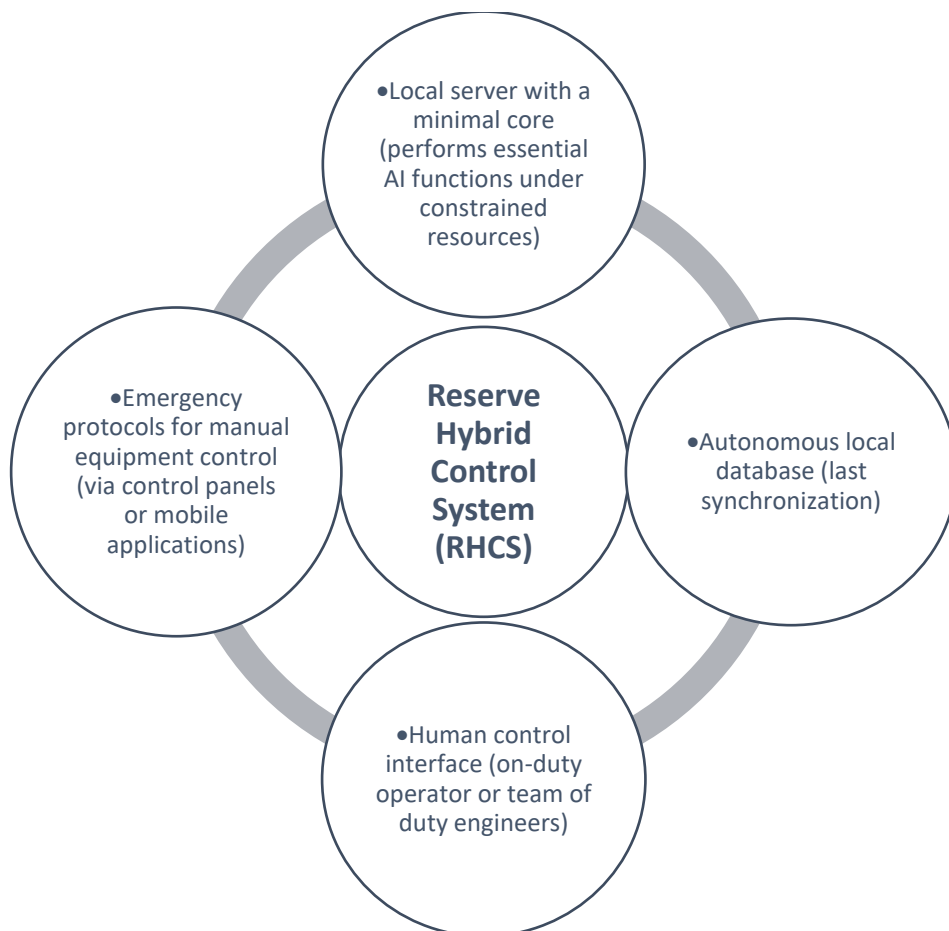 •Local server with a
minimal core
(performs essential
AI functions under
constrained
resources)
•Emergency
protocols for manual
equipment control
(via control panels
or mobile
applications)
Reserve
Hybrid
Control
System
(RHCS)
•Autonomous local
database (last
synchronization)
•Human control
interface (on-duty
operator or team of
duty engineers)